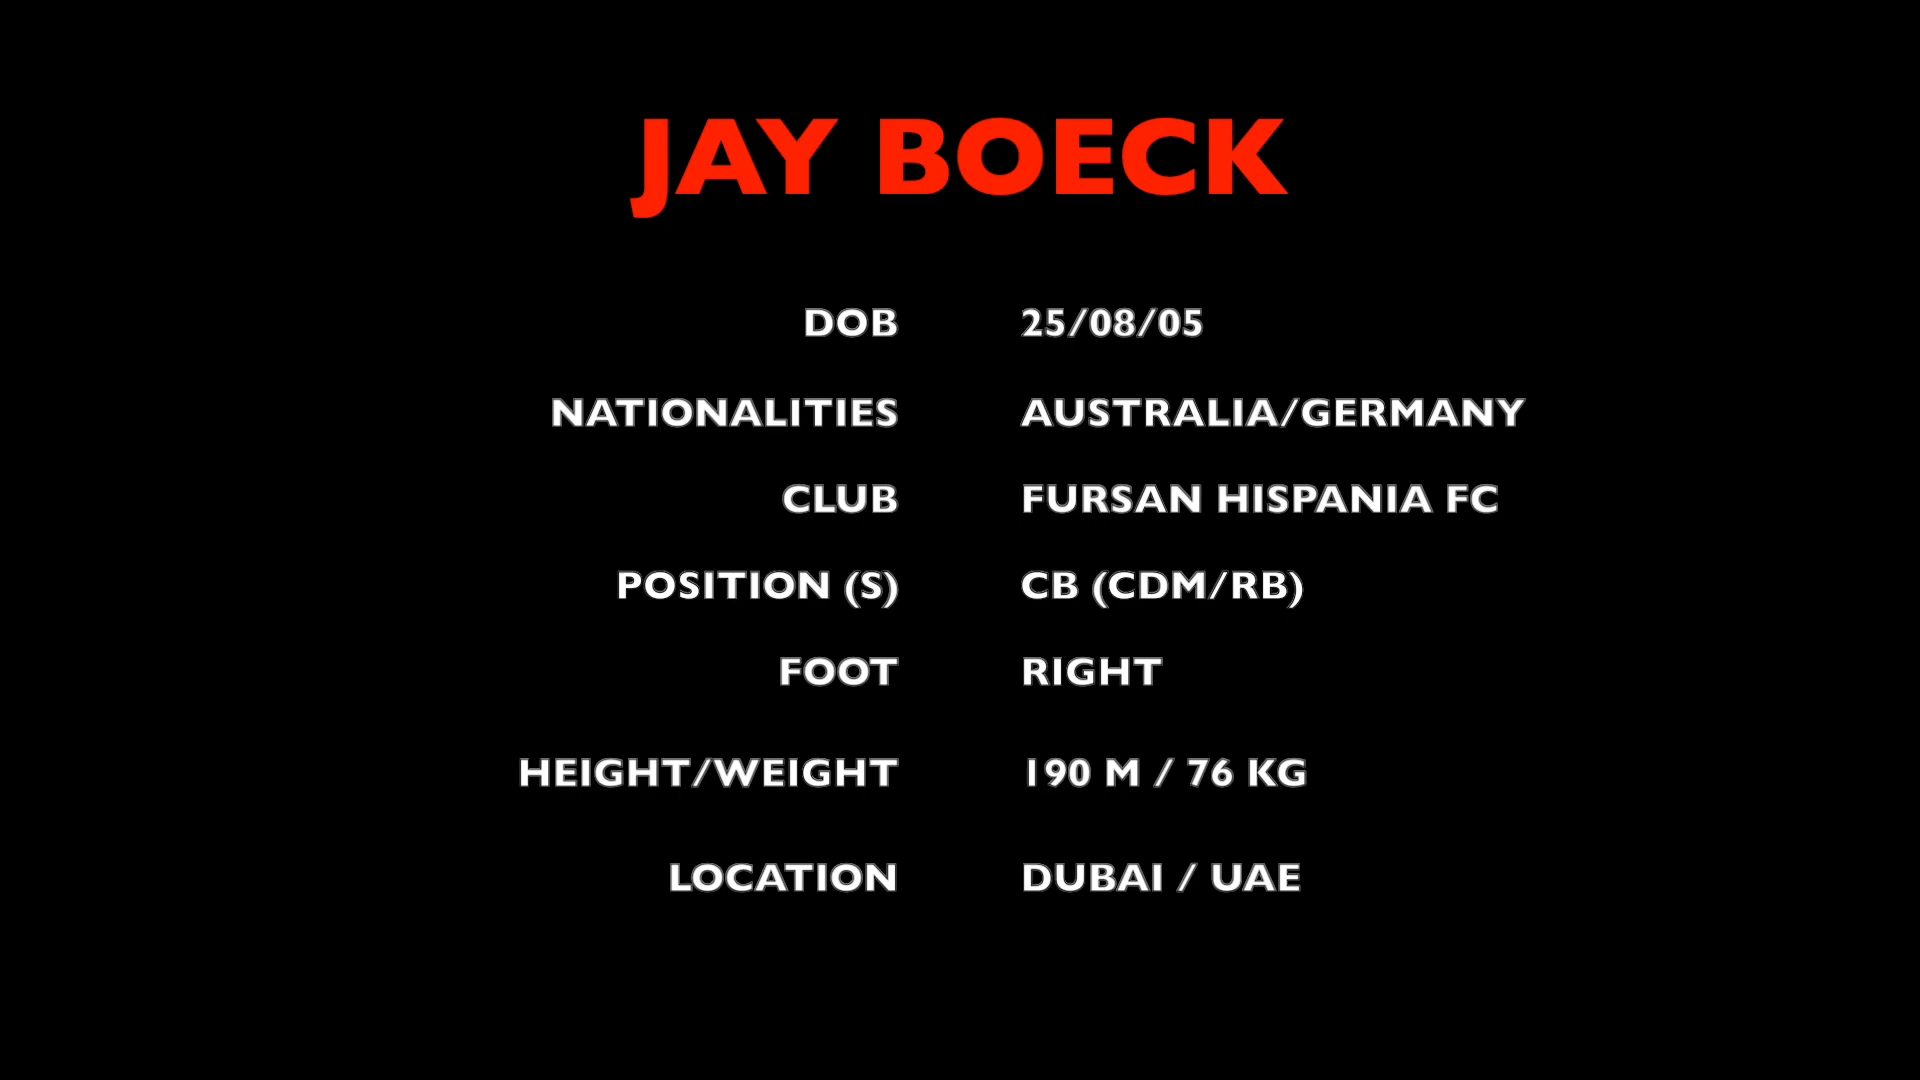 JAY BOECK
DOB 25/08/05
NATIONALITIES AUSTRALIA/GERMANY
CLUB FURSAN HISPANIA FC
POSITION (S) CB (CDM/RB)
FOOT RIGHT
HEIGHT/WEIGHT 190 M / 76 KG
LOCATION DUBAI / UAE